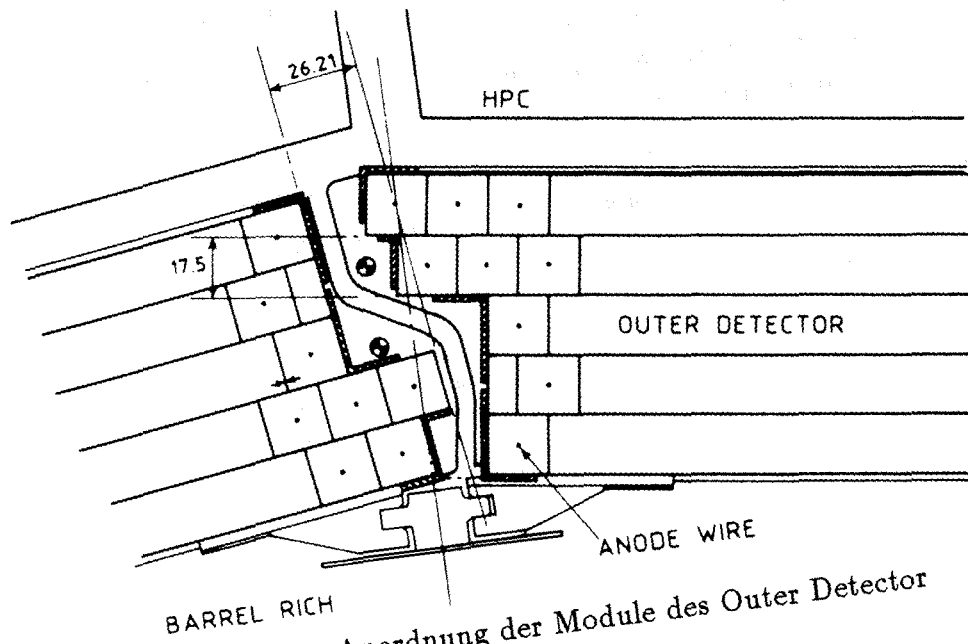 26.21
HPC
17.5
OUTER DETECTOR
ANODE WIRE
BARREL RICH
Anordnung der Module des Outer Detector